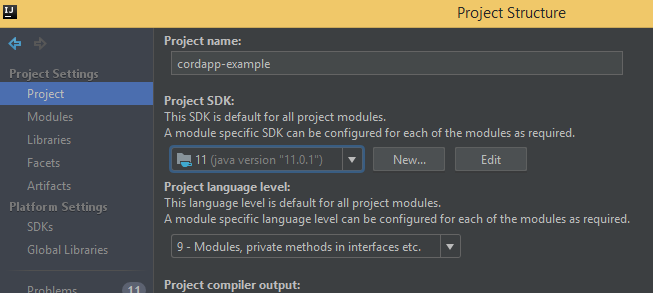 IJ
Project Structure
Project name:
cordapp-example
Project Settings
Project
Modules
Libraries
Facets
Artifacts
Platform Settings
SDKs
Global Libraries
Problems 11
Project SDK:
This SDK is default for all project modules.
A module specific SDK can be configured for each of the modules as required.
11 (java version "11.0.1")
New...
Edit
Project language level:
This language level is default for all project modules.
A module specific language level can be configured for each of the modules as required.
9 - Modules, private methods in interfaces etc.
Project compiler output: